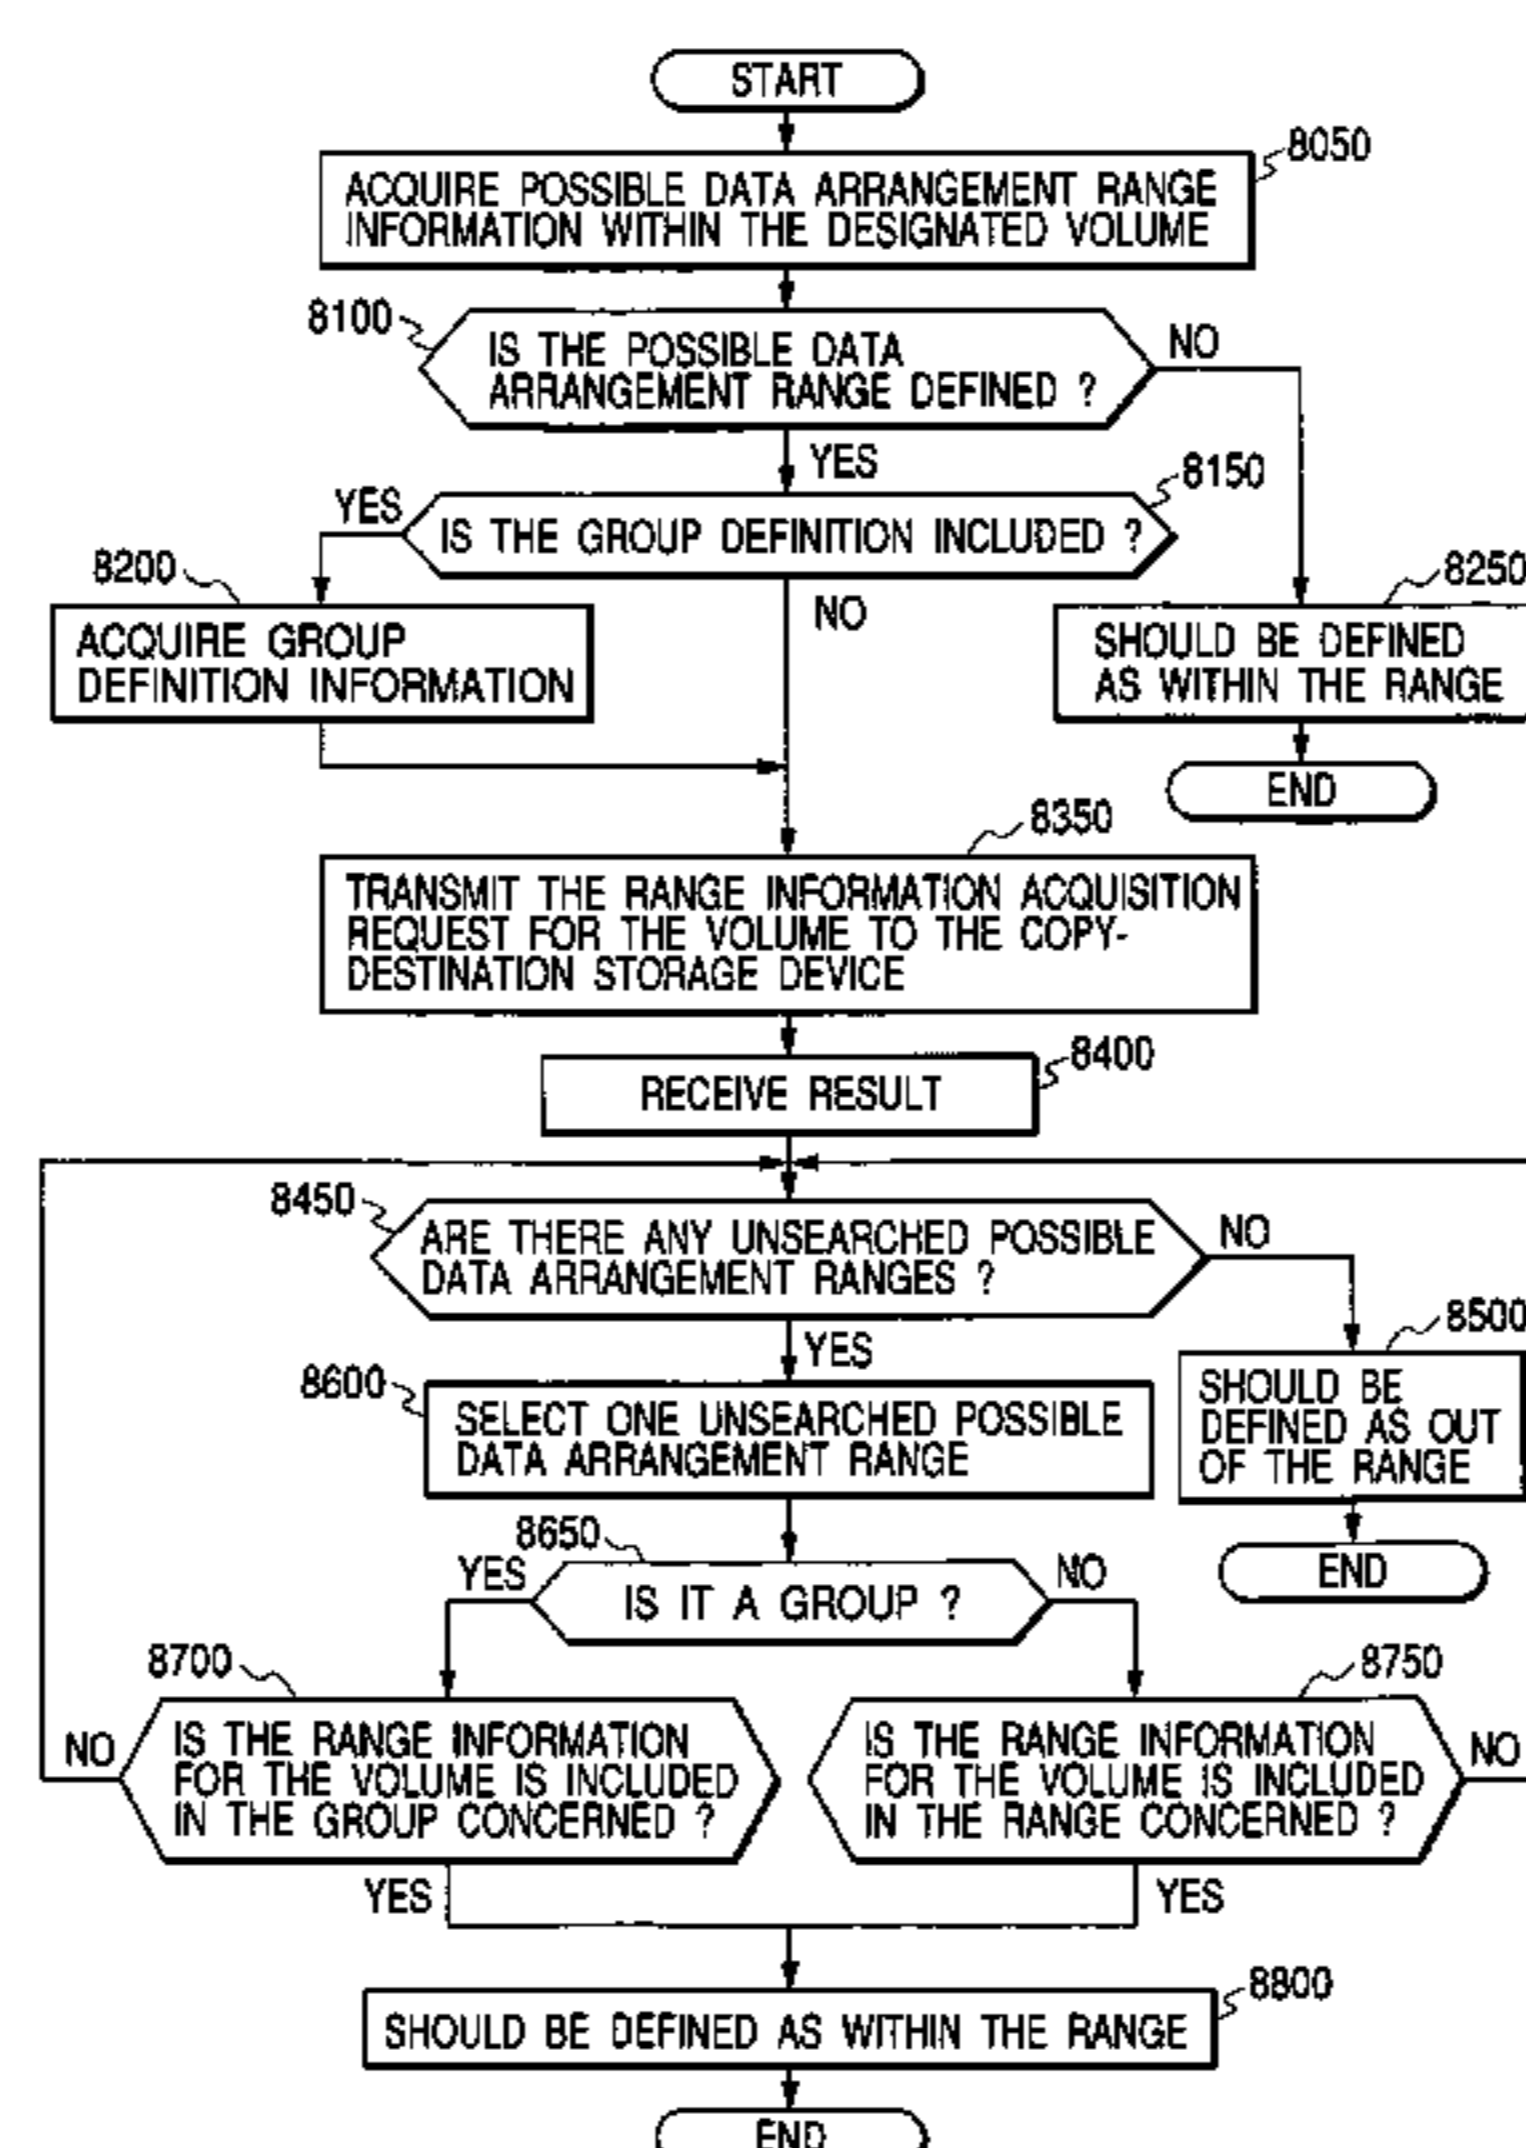 START
8050
ACQUIRE POSSIBLE DATA ARRANGEMENT RANGE
INFORMATION WITHIN THE DESIGNATED VOLUME
8100
IS THE POSSIBLE DATA
ARRANGEMENT RANGE DEFINED ?
NO
YES
8150
YES
IS THE GROUP DEFINITION INCLUDED ?
8200
NO
8250
ACQUIRE GROUP
DEFINITION INFORMATION
SHOULD BE DEFINED
AS WITHIN THE RANGE
END
8350
TRANSMIT THE RANGE INFORMATION ACQUISITION
REQUEST FOR THE VOLUME TO THE COPY-
DESTINATION STORAGE DEVICE
8400
RECEIVE RESULT
8450
ARE THERE ANY UNSEARCHED POSSIBLE
DATA ARRANGEMENT RANGES ?
NO
YES
8500
8600
SELECT ONE UNSEARCHED POSSIBLE
DATA ARRANGEMENT RANGE
SHOULD BE
DEFINED AS OUT
OF THE RANGE
END
8650
YES
IS IT A GROUP ?
NO
8700
8750
NO
IS THE RANGE INFORMATION
FOR THE VOLUME IS INCLUDED
IN THE GROUP CONCERNED ?
IS THE RANGE INFORMATION
FOR THE VOLUME IS INCLUDED
IN THE RANGE CONCERNED ?
NO
YES
YES
8800
SHOULD BE DEFINED AS WITHIN THE RANGE
END